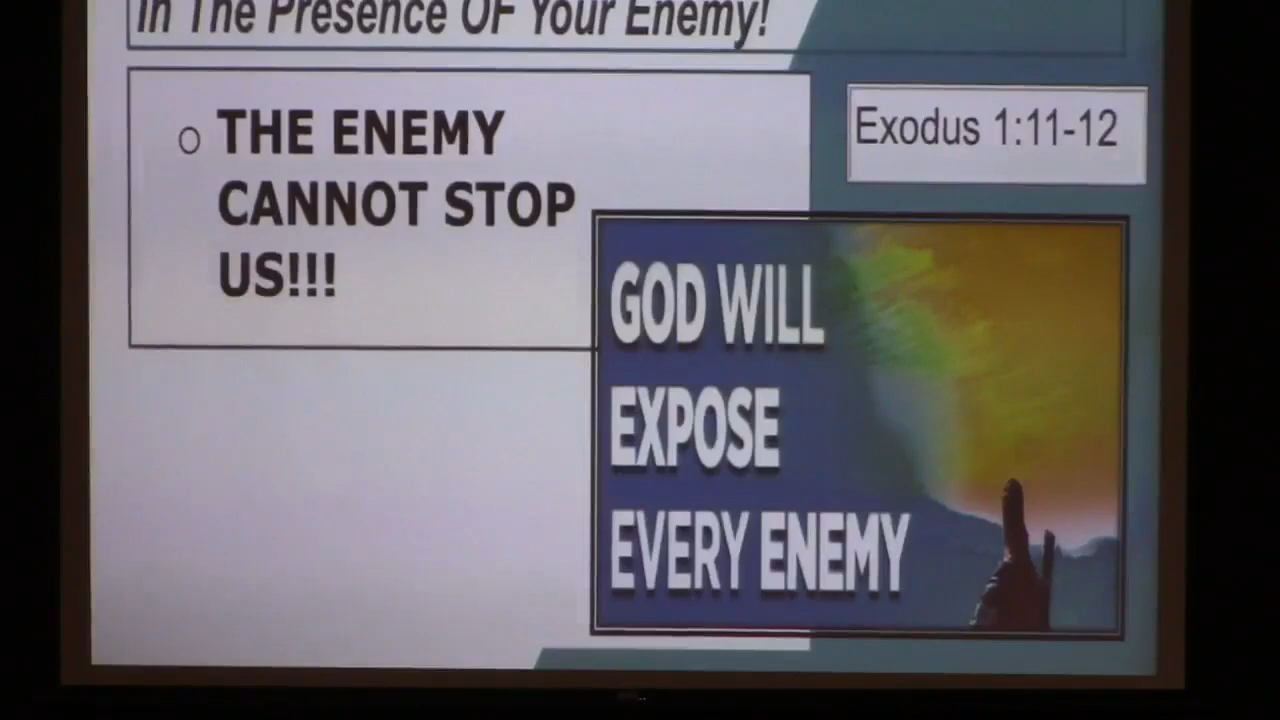 In The Presence OF Your Enemy!
THE ENEMY
CANNOT STOP
US!!!
Exodus 1:11-12
GOD WILL
EXPOSE
EVERY ENEMY